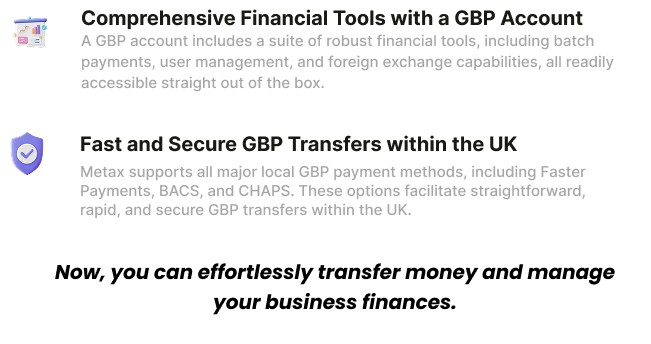 Comprehensive Financial Tools with a GBP Account
A GBP account includes a suite of robust financial tools, including batch
payments, user management, and foreign exchange capabilities, all readily
accessible straight out of the box.
Fast and Secure GBP Transfers within the UK
Metax supports all major local GBP payment methods, including Faster
Payments, BACS, and CHAPS. These options facilitate straightforward,
rapid, and secure GBP transfers within the UK.
Now, you can effortlessly transfer money and manage
your business finances.